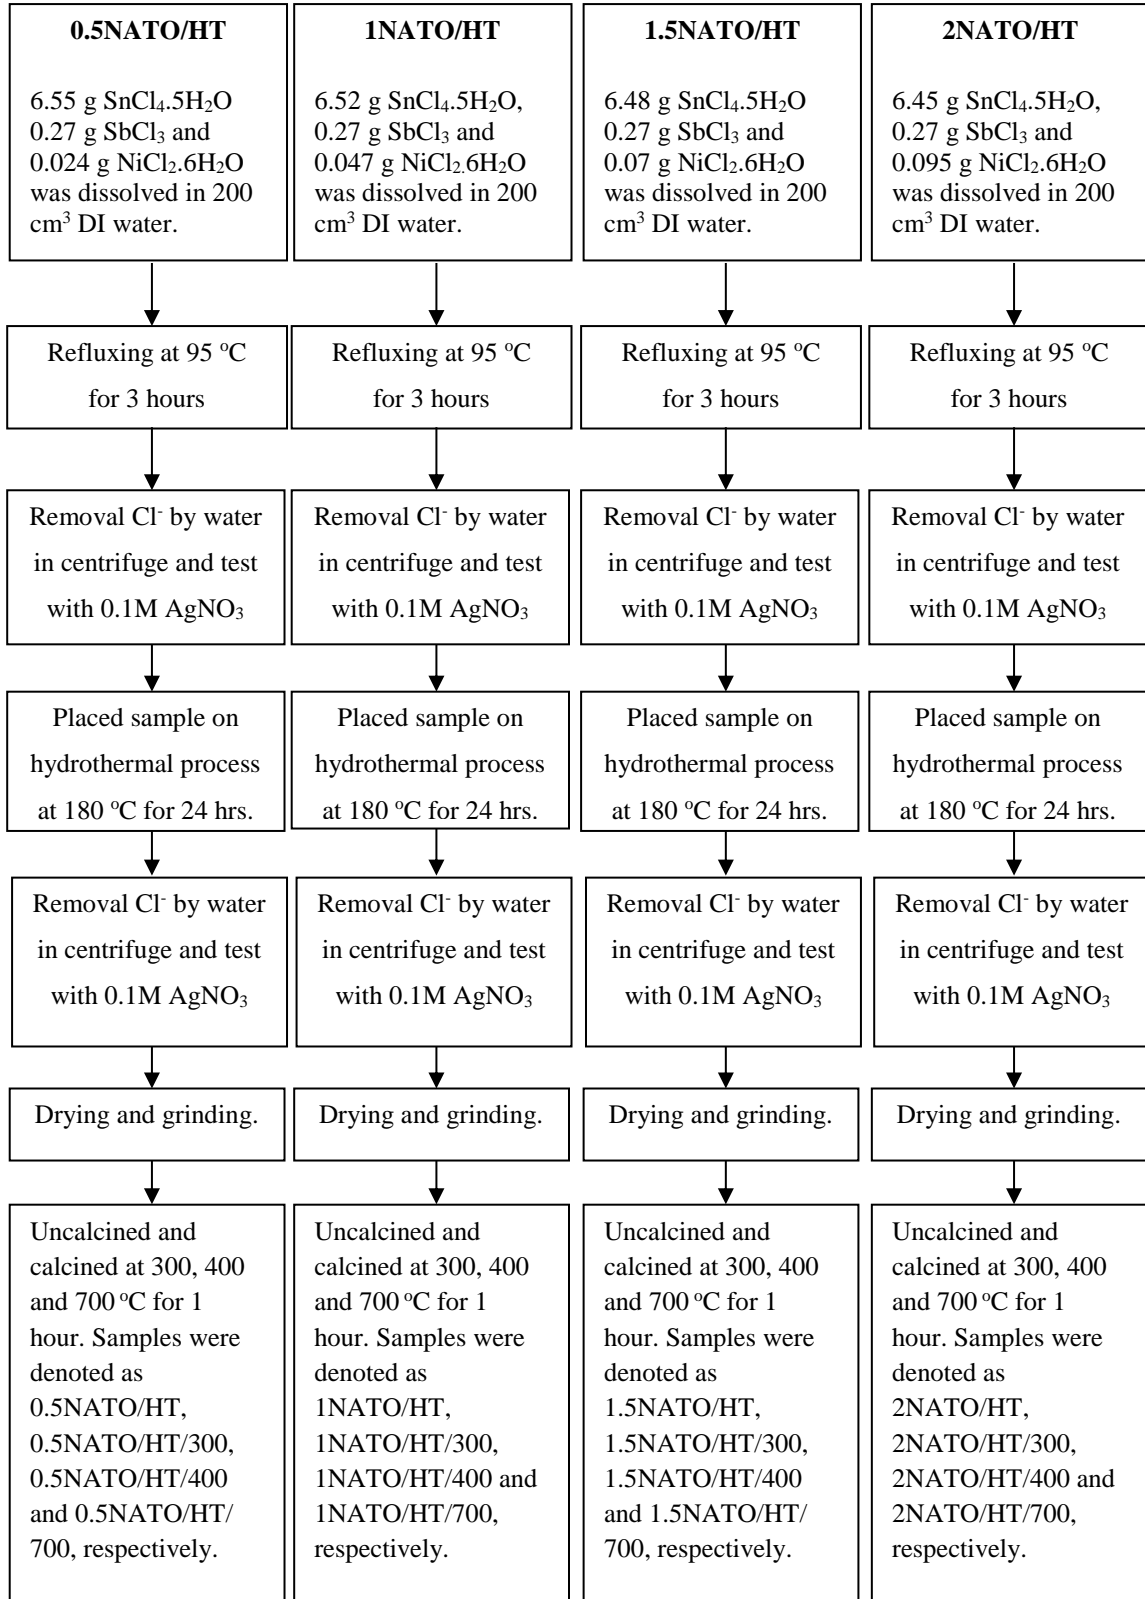 0.5NATO/HT
6.55 g SnCl₄.5H₂O
0.27 g SbCl₃ and
0.024 g NiCl₂.6H₂O
was dissolved in 200
cm³ DI water.
Refluxing at 95 °C
for 3 hours
Removal Cl⁻ by water
in centrifuge and test
with 0.1M AgNO₃
Placed sample on
hydrothermal process
at 180 °C for 24 hrs.
Removal Cl⁻ by water
in centrifuge and test
with 0.1M AgNO₃
Drying and grinding.
Uncalcined and
calcined at 300, 400
and 700 °C for 1
hour. Samples were
denoted as
0.5NATO/HT,
0.5NATO/HT/300,
0.5NATO/HT/400
and 0.5NATO/HT/
700, respectively.
1NATO/HT
6.52 g SnCl₄.5H₂O,
0.27 g SbCl₃ and
0.047 g NiCl₂.6H₂O
was dissolved in 200
cm³ DI water.
Refluxing at 95 °C
for 3 hours
Removal Cl⁻ by water
in centrifuge and test
with 0.1M AgNO₃
Placed sample on
hydrothermal process
at 180 °C for 24 hrs.
Removal Cl⁻ by water
in centrifuge and test
with 0.1M AgNO₃
Drying and grinding.
Uncalcined and
calcined at 300, 400
and 700 °C for 1
hour. Samples were
denoted as
1NATO/HT,
1NATO/HT/300,
1NATO/HT/400 and
1NATO/HT/700,
respectively.
1.5NATO/HT
6.48 g SnCl₄.5H₂O
0.27 g SbCl₃ and
0.07 g NiCl₂.6H₂O
was dissolved in 200
cm³ DI water.
Refluxing at 95 °C
for 3 hours
Removal Cl⁻ by water
in centrifuge and test
with 0.1M AgNO₃
Placed sample on
hydrothermal process
at 180 °C for 24 hrs.
Removal Cl⁻ by water
in centrifuge and test
with 0.1M AgNO₃
Drying and grinding.
Uncalcined and
calcined at 300, 400
and 700 °C for 1
hour. Samples were
denoted as
1.5NATO/HT,
1.5NATO/HT/300,
1.5NATO/HT/400
and 1.5NATO/HT/
700, respectively.
2NATO/HT
6.45 g SnCl₄.5H₂O,
0.27 g SbCl₃ and
0.095 g NiCl₂.6H₂O
was dissolved in 200
cm³ DI water.
Refluxing at 95 °C
for 3 hours
Removal Cl⁻ by water
in centrifuge and test
with 0.1M AgNO₃
Placed sample on
hydrothermal process
at 180 °C for 24 hrs.
Removal Cl⁻ by water
in centrifuge and test
with 0.1M AgNO₃
Drying and grinding.
Uncalcined and
calcined at 300, 400
and 700 °C for 1
hour. Samples were
denoted as
2NATO/HT,
2NATO/HT/300,
2NATO/HT/400 and
2NATO/HT/700,
respectively.